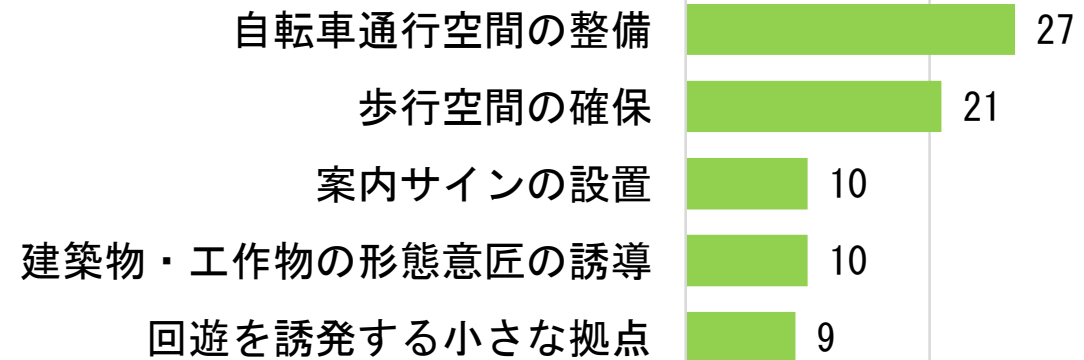 自転車通行空間の整備 27
歩行空間の確保 21
案内サインの設置 10
建築物・工作物の形態意匠の誘導 10
回遊を誘発する小さな拠点 9